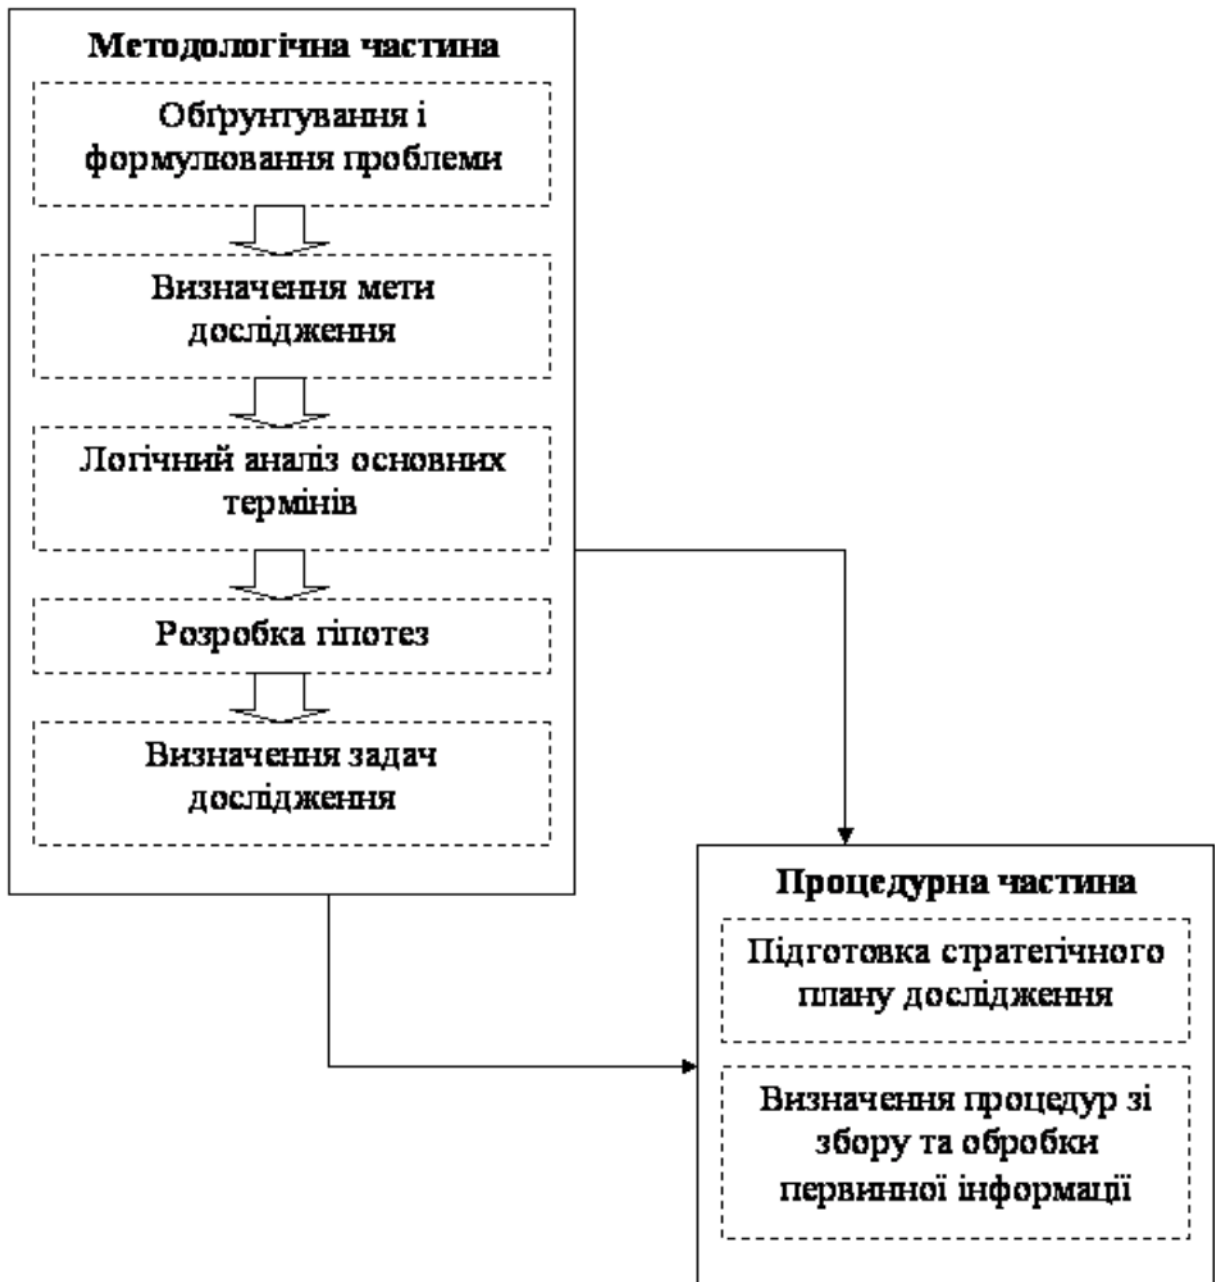 Методологічна частина
Обґрунтування і
формулювання проблеми
Визначення мети
дослідження
Логічний аналіз основних
термінів
Розробка гіпотез
Визначення задач
дослідження
Процедурна частина
Підготовка стратегічного
плану дослідження
Визначення процедур зі
збору та обробки
первинної інформації